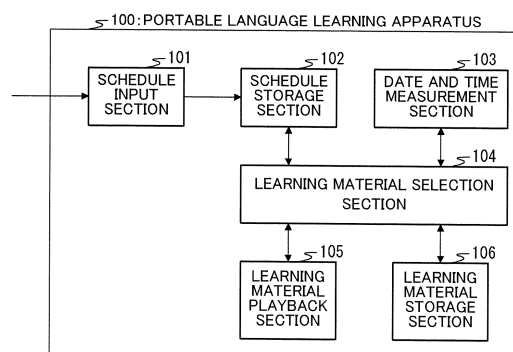 100:PORTABLE LANGUAGE LEARNING APPARATUS
101
SCHEDULE
INPUT
SECTION
102
SCHEDULE
STORAGE
SECTION
103
DATE AND TIME
MEASUREMENT
SECTION
104
LEARNING MATERIAL SELECTION
SECTION
105
LEARNING
MATERIAL
PLAYBACK
SECTION
106
LEARNING
MATERIAL
STORAGE
SECTION